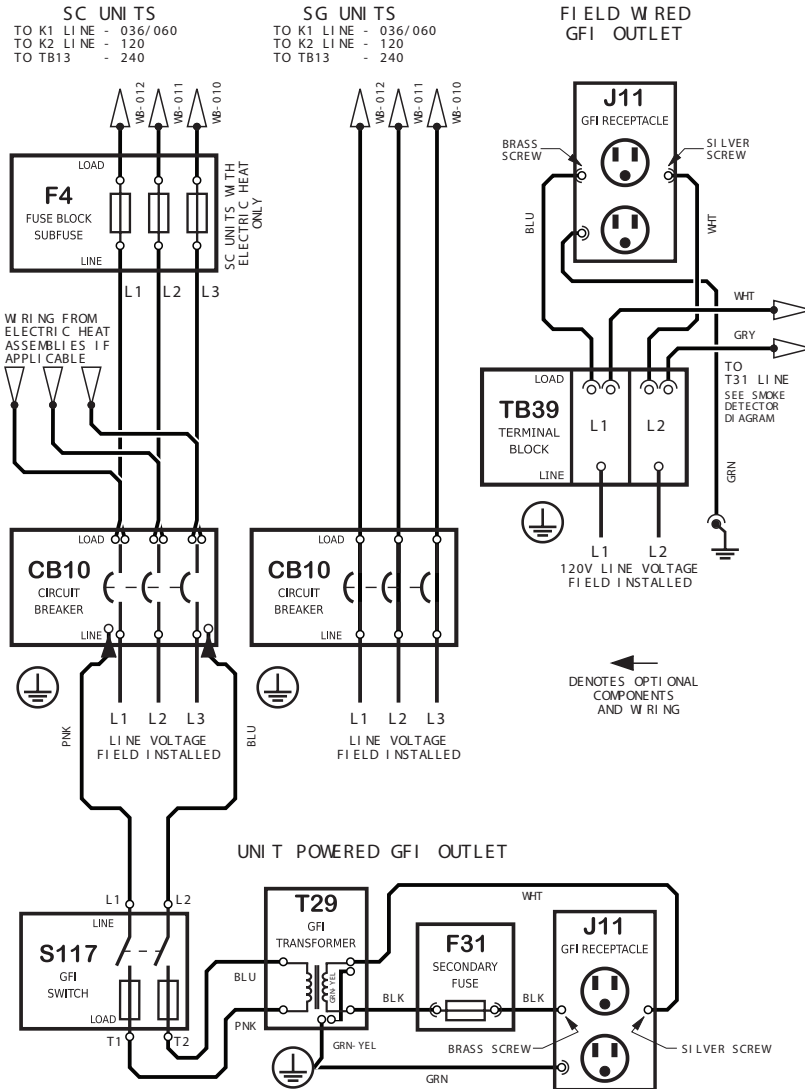 SC UNITS
TO K1 LINE - 036/060
TO K2 LINE - 120
TO TB13 - 240
WB-012
WB-011
WB-010
LOAD
F4
FUSE BLOCK
SUBFUSE
LINE
SC UNITS WITH
ELECTRIC HEAT
ONLY
L1
L2
L3
WIRING FROM
ELECTRIC HEAT
ASSEMBLIES IF
APPLICABLE
LOAD
CB10
CIRCUIT
BREAKER
LINE
L1 L2 L3
LINE VOLTAGE
FIELD INSTALLED
PNK
BLU
SG UNITS
TO K1 LINE - 036/060
TO K2 LINE - 120
TO TB13 - 240
WB-012
WB-011
WB-010
LOAD
CB10
CIRCUIT
BREAKER
LINE
L1 L2 L3
LINE VOLTAGE
FIELD INSTALLED
FIELD WIRED
GFI OUTLET
J11
GFI RECEPTACLE
BRASS
SCREW
SILVER
SCREW
BLU
WHT
WHT
GRY
TO
T31 LINE
SEE SMOKE
DETECTOR
DIAGRAM
LOAD
TB39
TERMINAL
BLOCK
LINE
L1
L2
GRN
L1
L2
120V LINE VOLTAGE
FIELD INSTALLED
DENOTES OPTIONAL
COMPONENTS
AND WIRING
UNIT POWERED GFI OUTLET
L1
L2
LINE
S117
GFI
SWITCH
LOAD
T1
T2
BLU
PNK
T29
GFI
TRANSFORMER
GRN-YEL
GRN-YEL
WHT
BLK
F31
SECONDARY
FUSE
BLK
J11
GFI RECEPTACLE
BRASS SCREW
SILVER SCREW
GRN